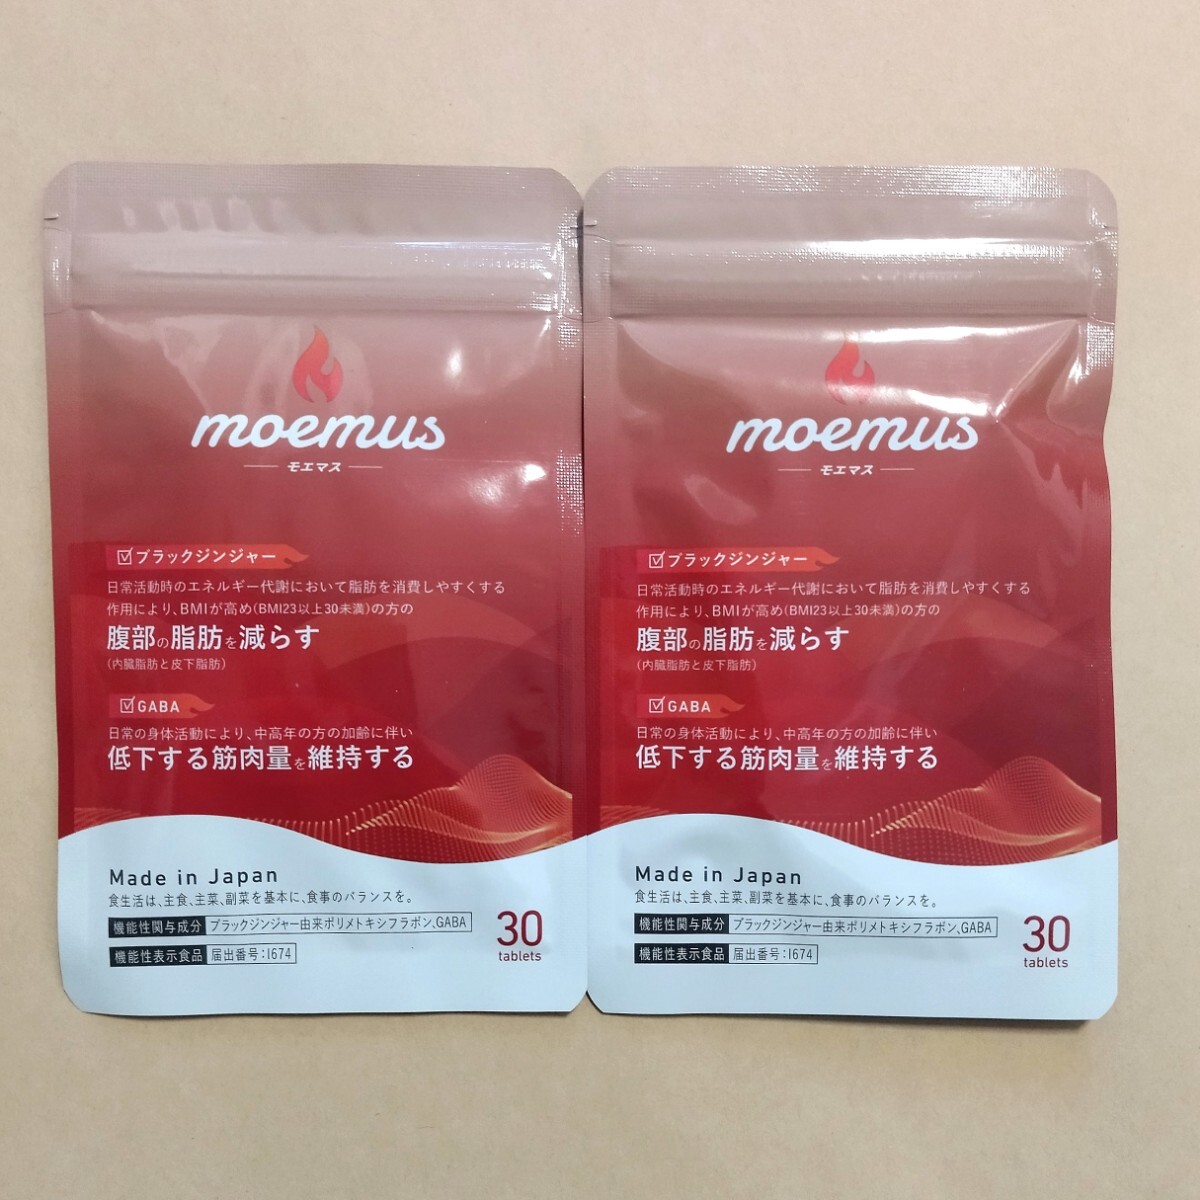 moemus
モエマス
ブラックジンジャー
日常活動時のエネルギー代謝において脂肪を消費しやすくする
作用により、BMIが高め(BMI23以上30未満)の方の
腹部の脂肪を減らす
(内臓脂肪と皮下脂肪)
GABA
日常の身体活動により、中高年の方の加齢に伴い
低下する筋肉量を維持する
Made in Japan
食生活は、主食、主菜、副菜を基本に、食事のバランスを。
機能性関与成分 ブラックジンジャー由来ポリメトキシフラボン、GABA
機能性表示食品 届出番号:I674
30
tablets
moemus
モエマス
ブラックジンジャー
日常活動時のエネルギー代謝において脂肪を消費しやすくする
作用により、BMIが高め(BMI23以上30未満)の方の
腹部の脂肪を減らす
(内臓脂肪と皮下脂肪)
GABA
日常の身体活動により、中高年の方の加齢に伴い
低下する筋肉量を維持する
Made in Japan
食生活は、主食、主菜、副菜を基本に、食事のバランスを。
機能性関与成分 ブラックジンジャー由来ポリメトキシフラボン、GABA
機能性表示食品 届出番号:I674
30
tablets